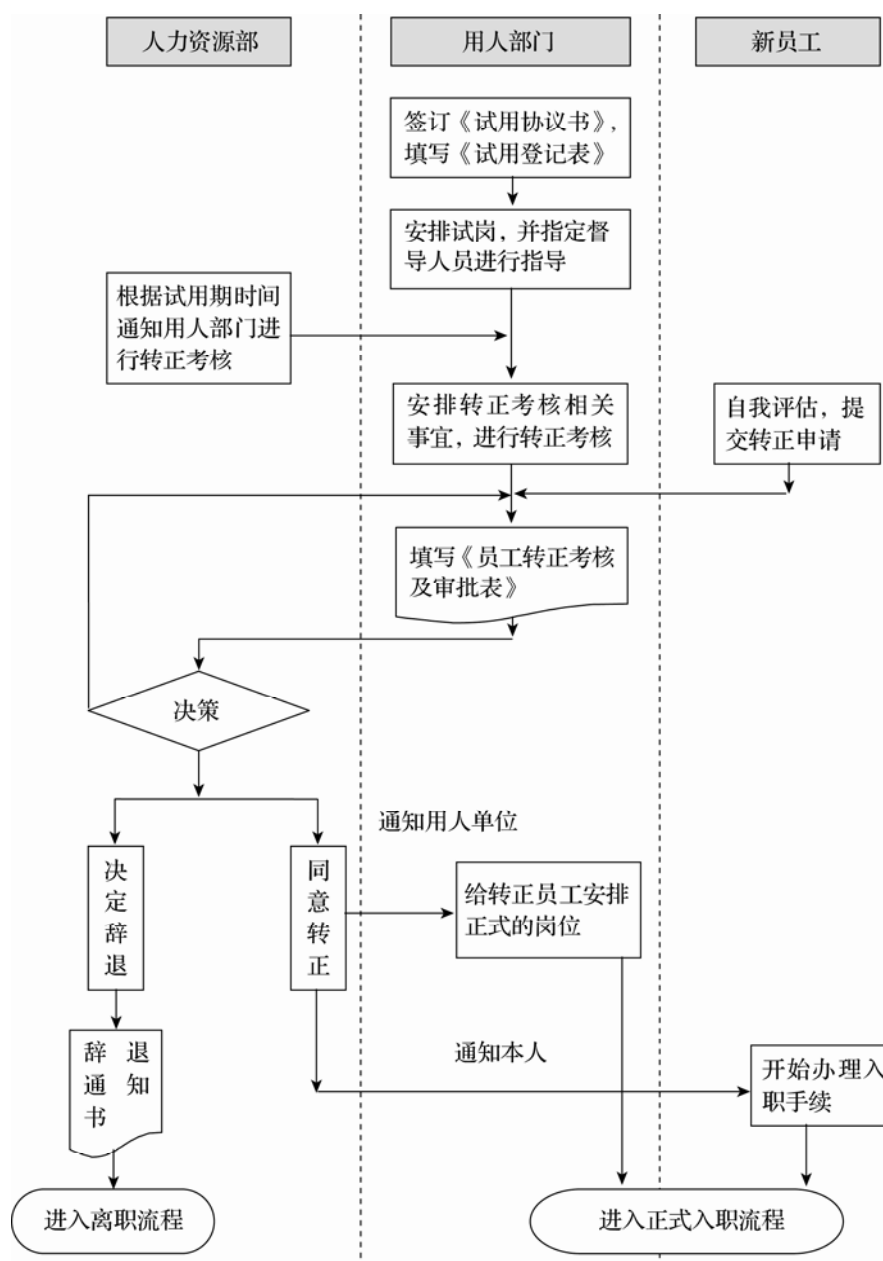 人力资源部
用人部门
新员工
签订《试用协议书》，
填写《试用登记表》
安排试岗，并指定督
导人员进行指导
根据试用期时间
通知用人部门进
行转正考核
安排转正考核相关
事宜，进行转正考核
自我评估，提
交转正申请
填写《员工转正考核
及审批表》
决策
通知用人单位
决
定
辞
退
同
意
转
正
给转正员工安排
正式的岗位
辞 退
通 知
书
通知本人
开始办理入
职手续
进入离职流程
进入正式入职流程